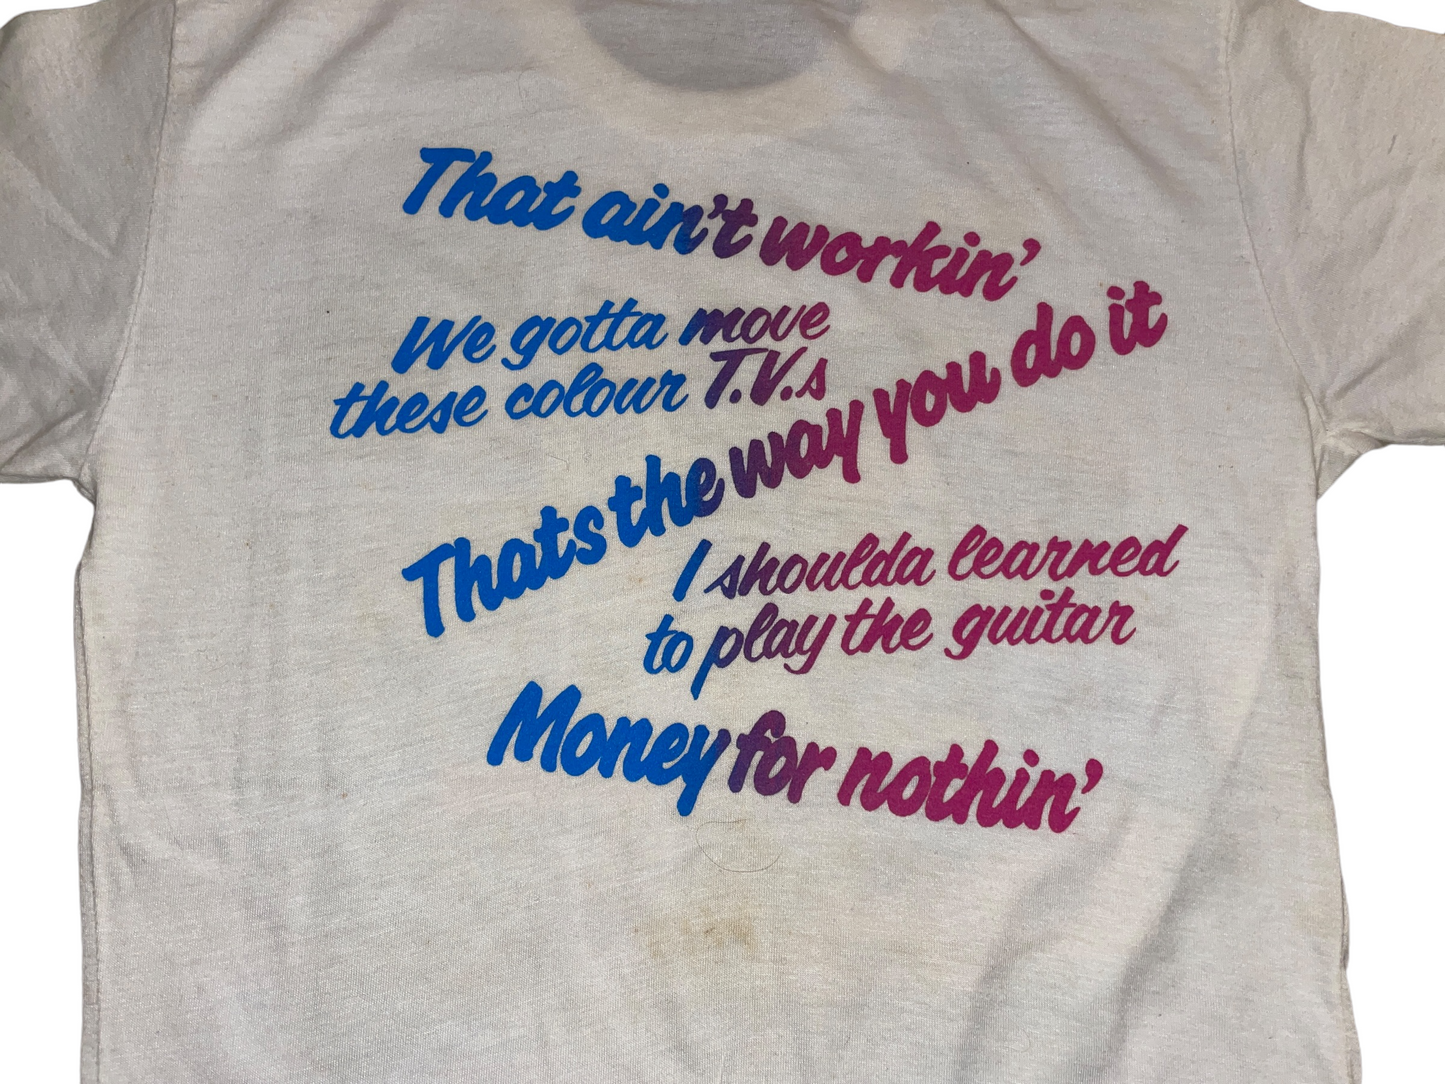 That ain't workin'
We gotta move
these colour T.V.s
Thats the way you do it
I shoulda learned
to play the guitar
Money for nothin'